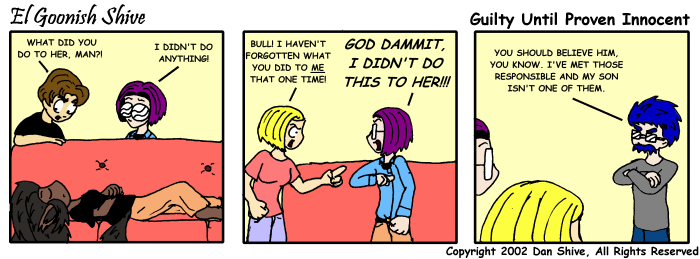 El Goonish Shive
Guilty Until Proven Innocent
WHAT DID YOU
DO TO HER, MAN?!
I DIDN'T DO
ANYTHING!
BULL! I HAVEN'T
FORGOTTEN WHAT
YOU DID TO ME
THAT ONE TIME!
GOD DAMMIT,
I DIDN'T DO
THIS TO HER!!!
YOU SHOULD BELIEVE HIM,
YOU KNOW. I'VE MET THOSE
RESPONSIBLE AND MY SON
ISN'T ONE OF THEM.
Copyright 2002 Dan Shive, All Rights Reserved